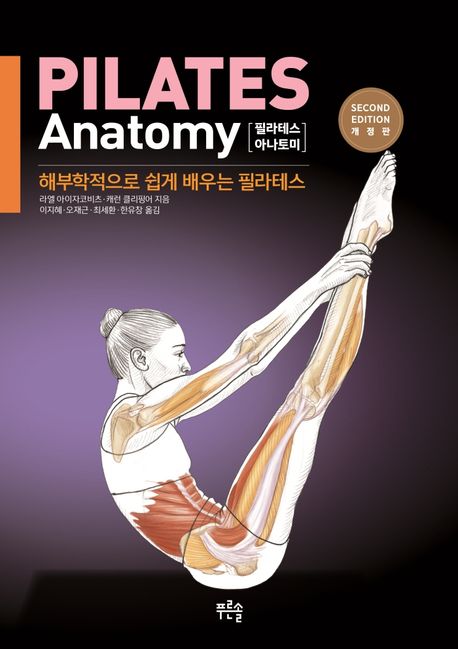 PILATES
Anatomy [필라테스 아나토미]
SECOND
EDITION
개정판
해부학적으로 쉽게 배우는 필라테스
라엘 아이자코비츠·캐런 클리핑어 지음
이지혜·오재근·최세환·한유창 옮김
푸른솔